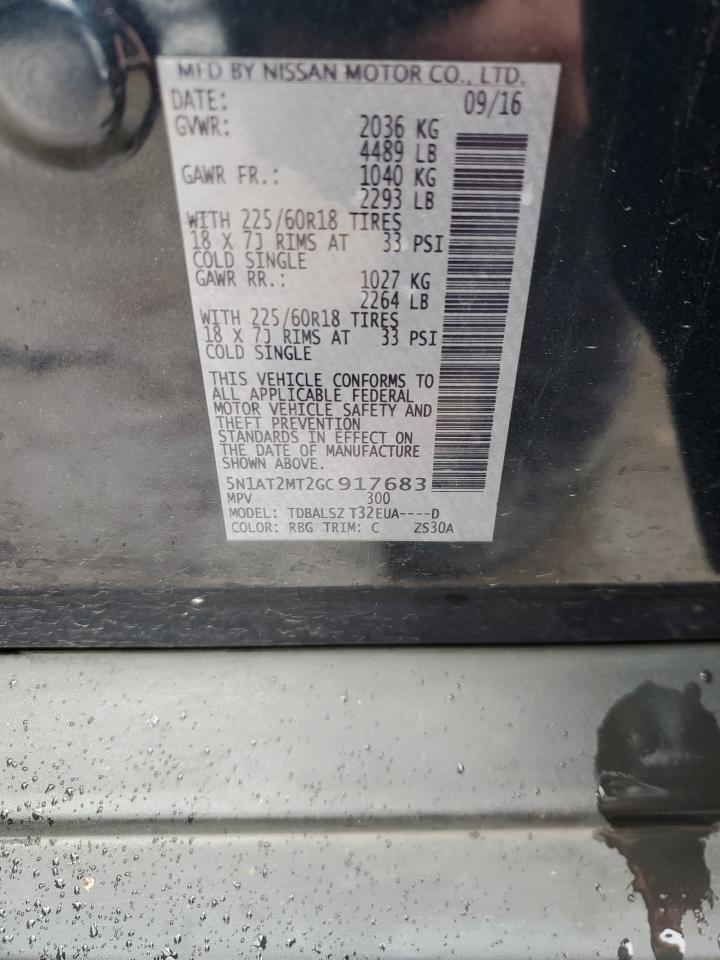 MFD BY NISSAN MOTOR CO., LTD.
DATE: 09/16
GVWR: 2036 KG
4489 LB
GAWR FR.: 1040 KG
2293 LB
WITH 225/60R18 TIRES
18 X 7J RIMS AT 33 PSI
COLD SINGLE
GAWR RR.: 1027 KG
2264 LB
WITH 225/60R18 TIRES
18 X 7J RIMS AT 33 PSI
COLD SINGLE
THIS VEHICLE CONFORMS TO
ALL APPLICABLE FEDERAL
MOTOR VEHICLE SAFETY AND
THEFT PREVENTION
STANDARDS IN EFFECT ON
THE DATE OF MANUFACTURE
SHOWN ABOVE.
5N1AT2MT2GC917683
MPV 300
MODEL: TDBALSZ T32EUA----D
COLOR: RBG TRIM: C ZS30A